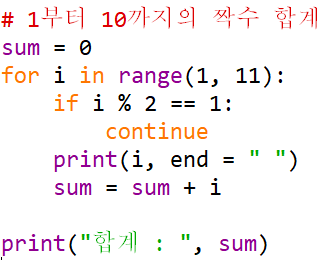 # 1부터 10까지의 짝수 합계
sum = 0
for i in range(1, 11):
    if i % 2 == 1:
        continue
    print(i, end = " ")
    sum = sum + i

print("합계 : ", sum)